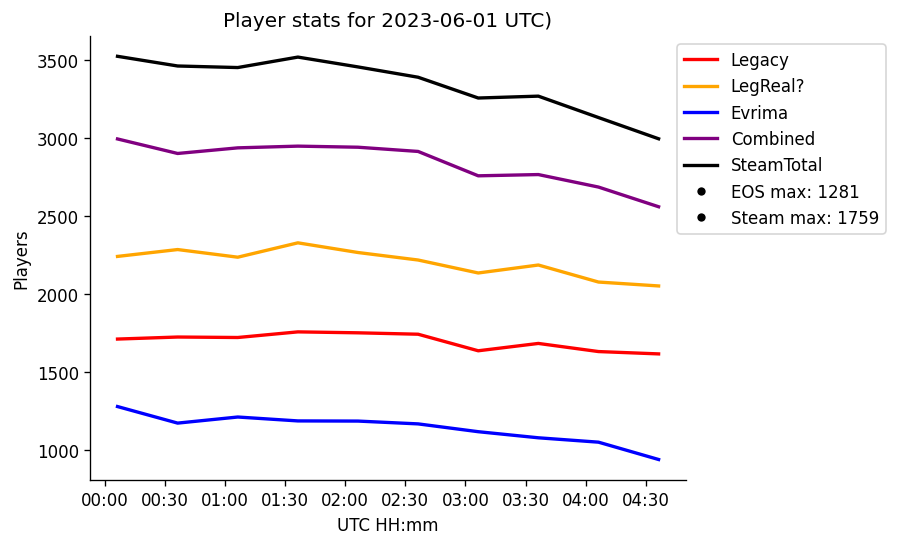 Player stats for 2023-06-01 UTC)
3500
3000
2500
2000
1500
1000
Players
00:00 00:30 01:00 01:30 02:00 02:30 03:00 03:30 04:00 04:30
UTC HH:mm
Legacy
LegReal?
Evrima
Combined
SteamTotal
EOS max: 1281
Steam max: 1759